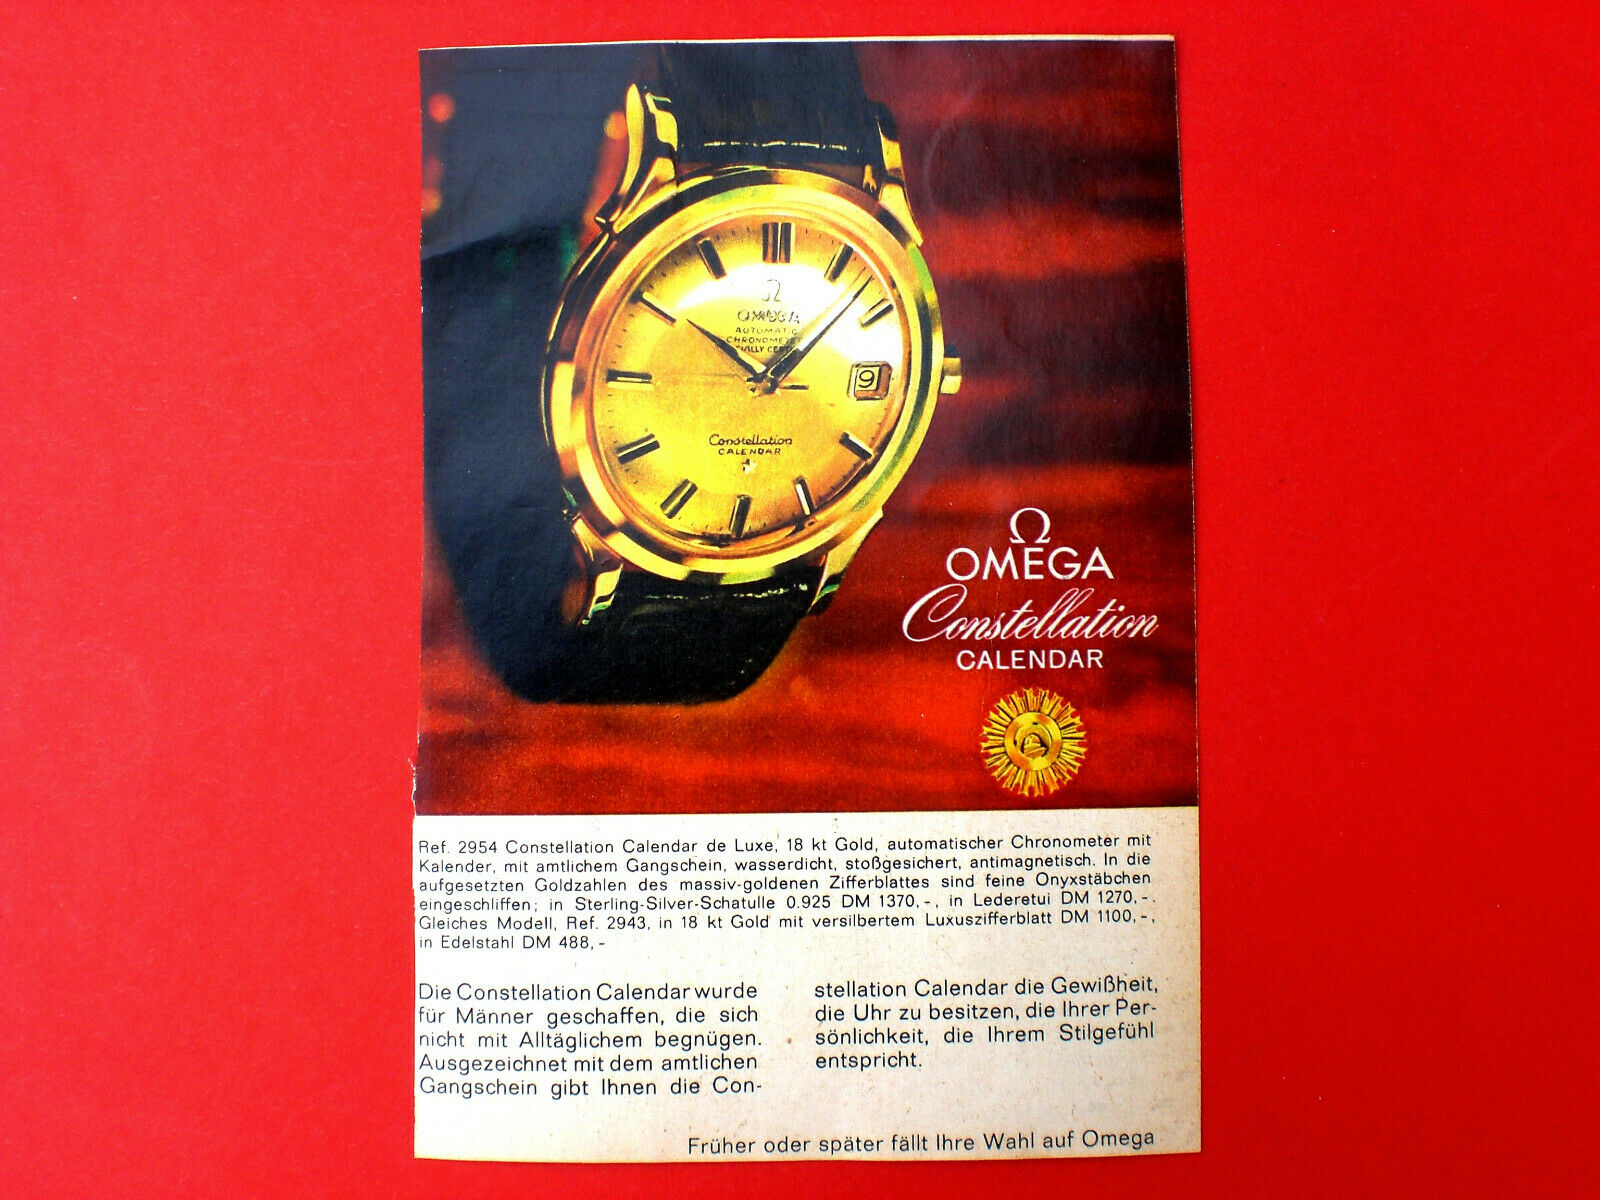 Ω
OMEGA
AUTOMATIC
9
Constellation
CALENDAR
Ω
OMEGA
Constellation
CALENDAR
Ref. 2954 Constellation Calendar de Luxe, 18 kt Gold, automatischer Chronometer mit
Kalender, mit amtlichem Gangschein, wasserdicht, stoßgesichert, antimagnetisch. In die
aufgesetzten Goldzahlen des massiv-goldenen Zifferblattes sind feine Onyxstäbchen
eingeschliffen; in Sterling-Silver-Schatulle 0.925 DM 1370,-, in Lederetui DM 1270,-.
Gleiches Modell, Ref. 2943, in 18 kt Gold mit versilbertem Luxuszifferblatt DM 1100,-,
in Edelstahl DM 488,-
Die Constellation Calendar wurde
für Männer geschaffen, die sich
nicht mit Alltäglichem begnügen.
Ausgezeichnet mit dem amtlichen
Gangschein gibt Ihnen die Con-
stellation Calendar die Gewißheit,
die Uhr zu besitzen, die Ihrer Per-
sönlichkeit, die Ihrem Stilgefühl
entspricht.
Früher oder später fällt Ihre Wahl auf Omega